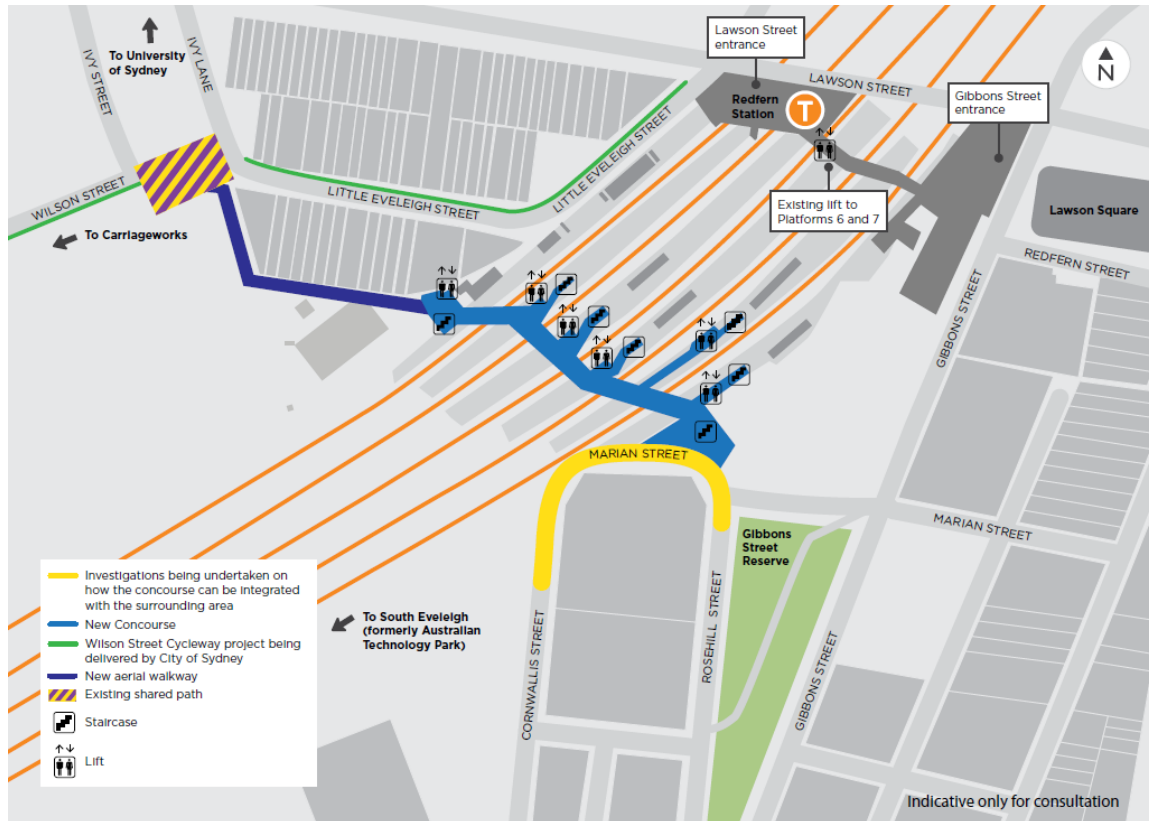 IVY STREET
To University
of Sydney
IVY LANE
Lawson Street
entrance
LAWSON STREET
N
Redfern
Station
T
Gibbons Street
entrance
WILSON STREET
LITTLE EVELEIGH STREET
LITTLE EVELEIGH STREET
Existing lift to
Platforms 6 and 7
Lawson Square
To Carriageworks
REDFERN STREET
GIBBONS STREET
MARIAN STREET
MARIAN STREET
Gibbons
Street
Reserve
Investigations being undertaken on
how the concourse can be integrated
with the surrounding area
New Concourse
Wilson Street Cycleway project being
delivered by City of Sydney
New aerial walkway
Existing shared path
Staircase
Lift
To South Eveleigh
(formerly Australian
Technology Park)
CORNWALLIS STREET
ROSEHILL STREET
GIBBONS STREET
Indicative only for consultation